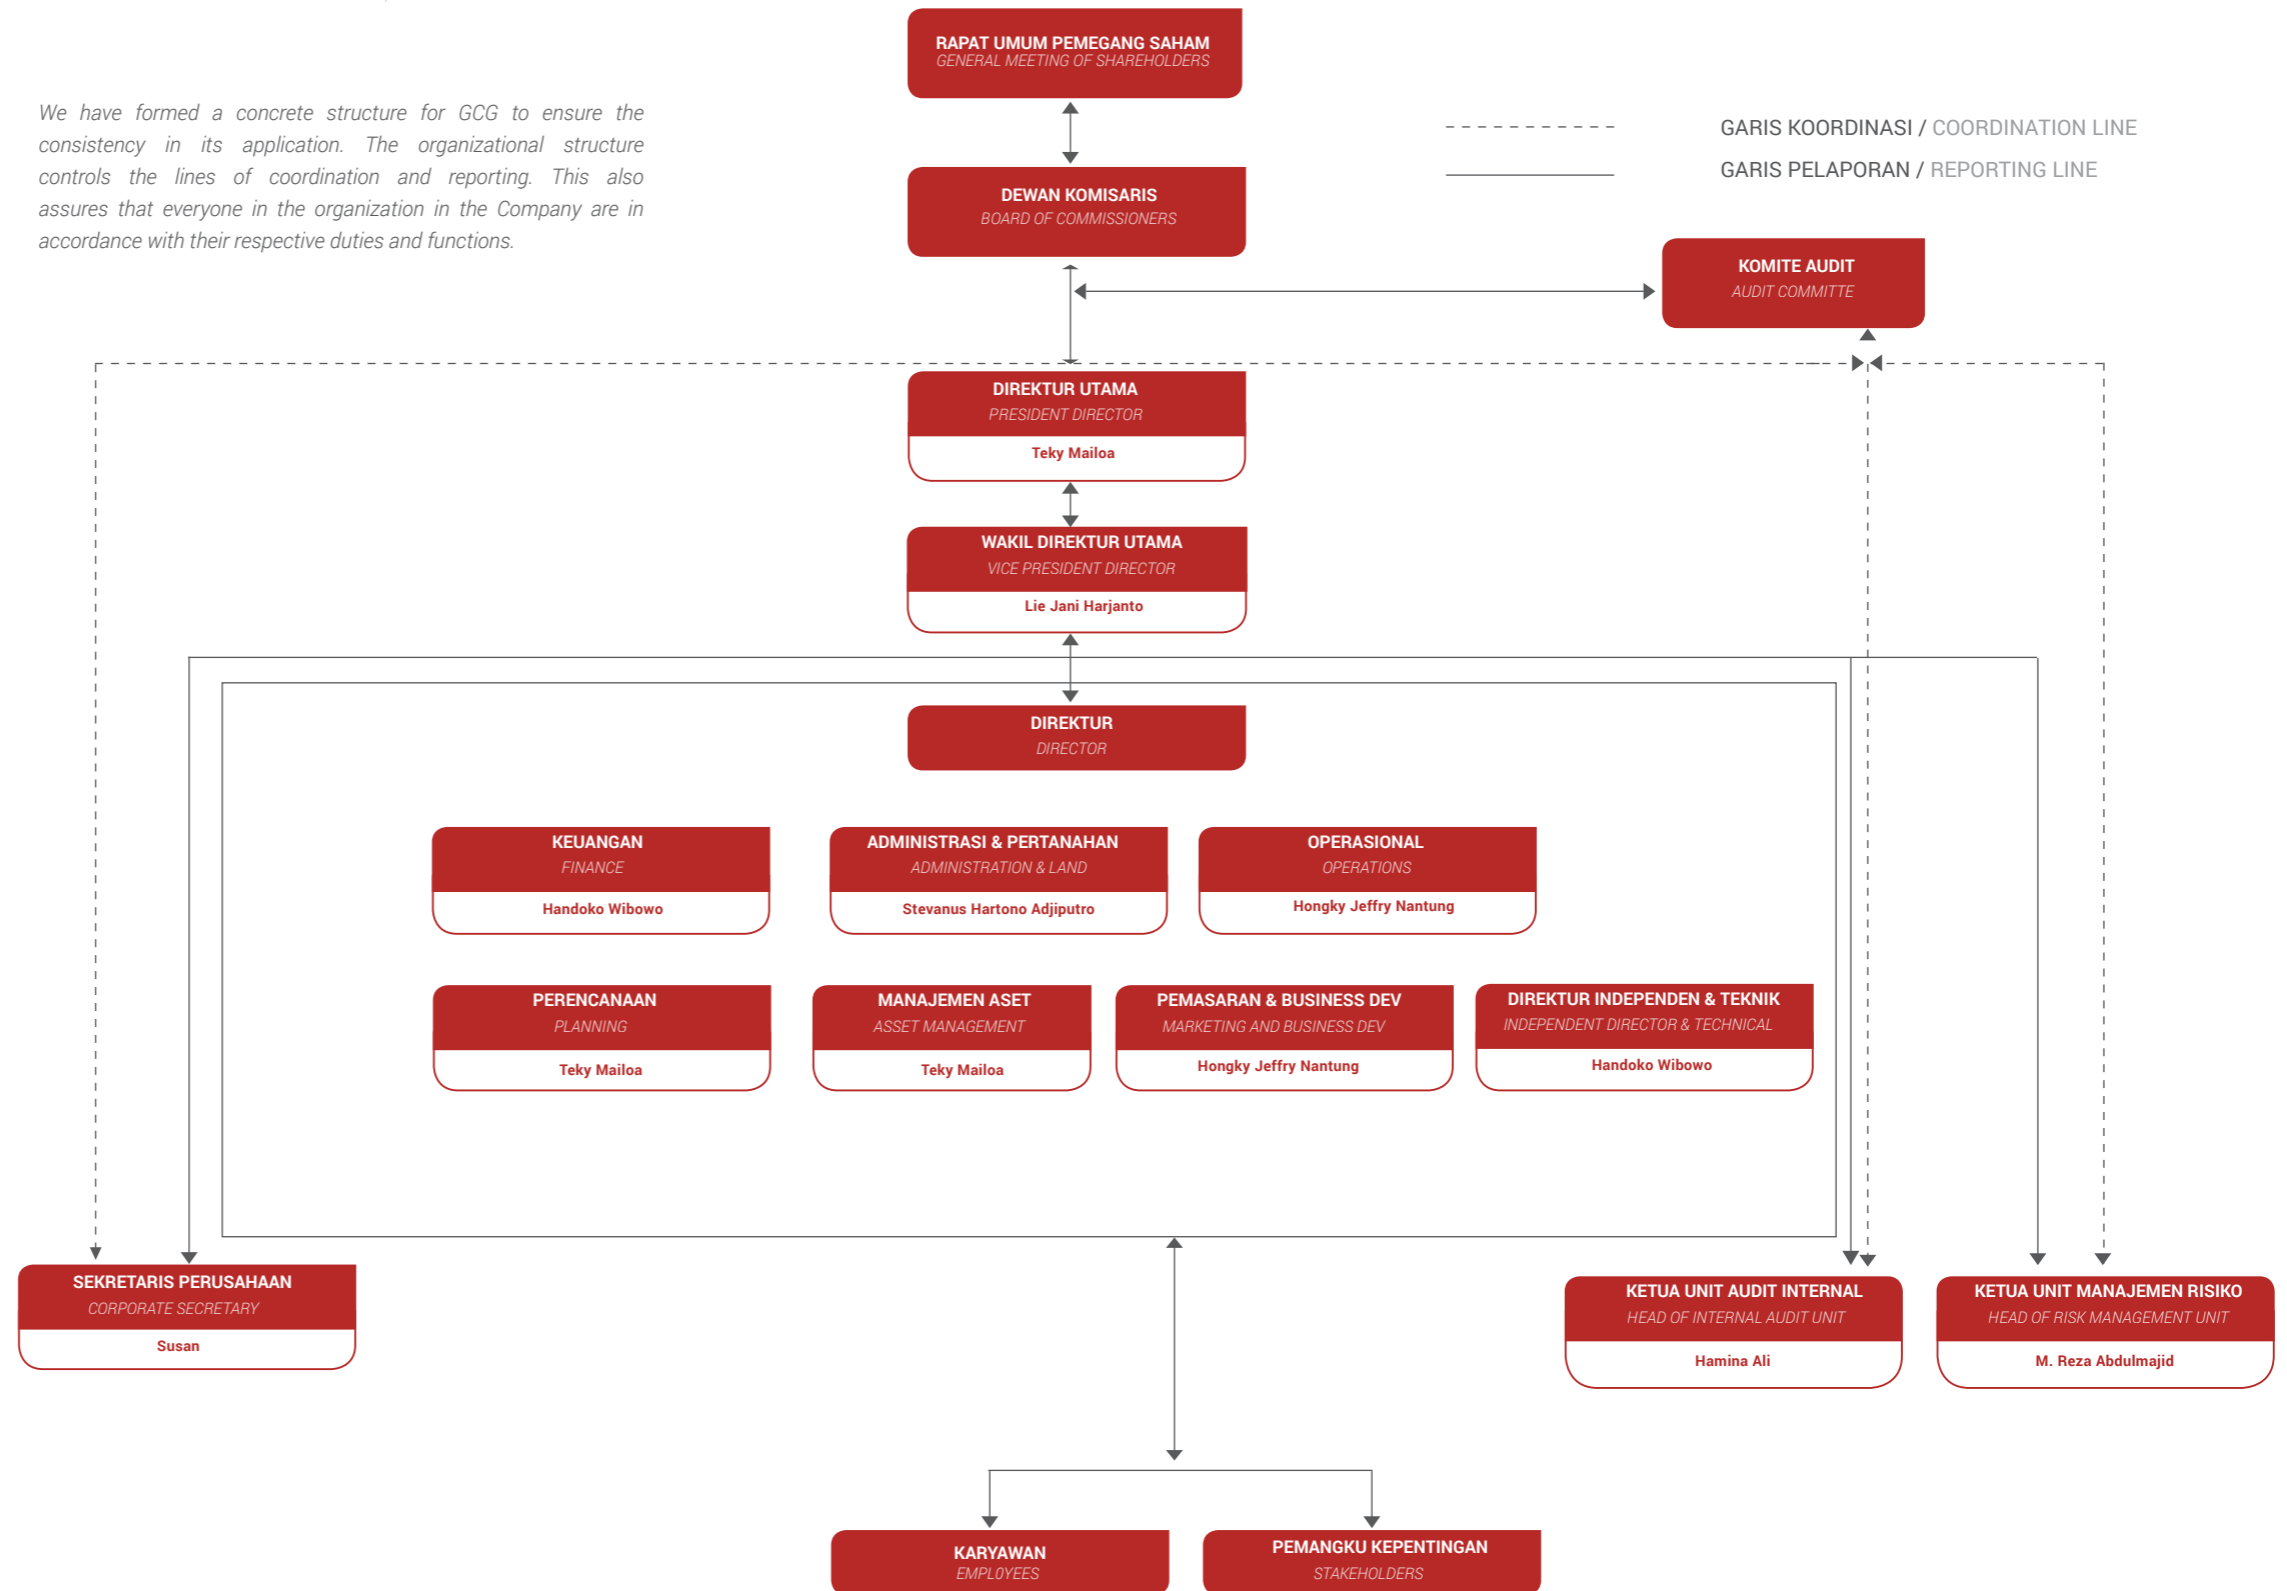 RAPAT UMUM PEMEGANG SAHAM
GENERAL MEETING OF SHAREHOLDERS
We have formed a concrete structure for GCG to ensure the
consistency in its application. The organizational structure
controls the lines of coordination and reporting. This also
assures that everyone in the organization in the Company are in
accordance with their respective duties and functions.
GARIS KOORDINASI / COORDINATION LINE
GARIS PELAPORAN / REPORTING LINE
DEWAN KOMISARIS
BOARD OF COMMISSIONERS
KOMITE AUDIT
AUDIT COMMITTE
DIREKTUR UTAMA
PRESIDENT DIRECTOR
Teky Mailoa
WAKIL DIREKTUR UTAMA
VICE PRESIDENT DIRECTOR
Lie Jani Harjanto
DIREKTUR
DIRECTOR
KEUANGAN
FINANCE
Handoko Wibowo
ADMINISTRASI & PERTANAHAN
ADMINISTRATION & LAND
Stevanus Hartono Adjiputro
OPERASIONAL
OPERATIONS
Hongky Jeffry Nantung
PERENCANAAN
PLANNING
Teky Mailoa
MANAJEMEN ASET
ASSET MANAGEMENT
Teky Mailoa
PEMASARAN & BUSINESS DEV
MARKETING AND BUSINESS DEV
Hongky Jeffry Nantung
DIREKTUR INDEPENDEN & TEKNIK
INDEPENDENT DIRECTOR & TECHNICAL
Handoko Wibowo
SEKRETARIS PERUSAHAAN
CORPORATE SECRETARY
Susan
KETUA UNIT AUDIT INTERNAL
HEAD OF INTERNAL AUDIT UNIT
Hamina Ali
KETUA UNIT MANAJEMEN RISIKO
HEAD OF RISK MANAGEMENT UNIT
M. Reza Abdulmajid
KARYAWAN
EMPLOYEES
PEMANGKU KEPENTINGAN
STAKEHOLDERS